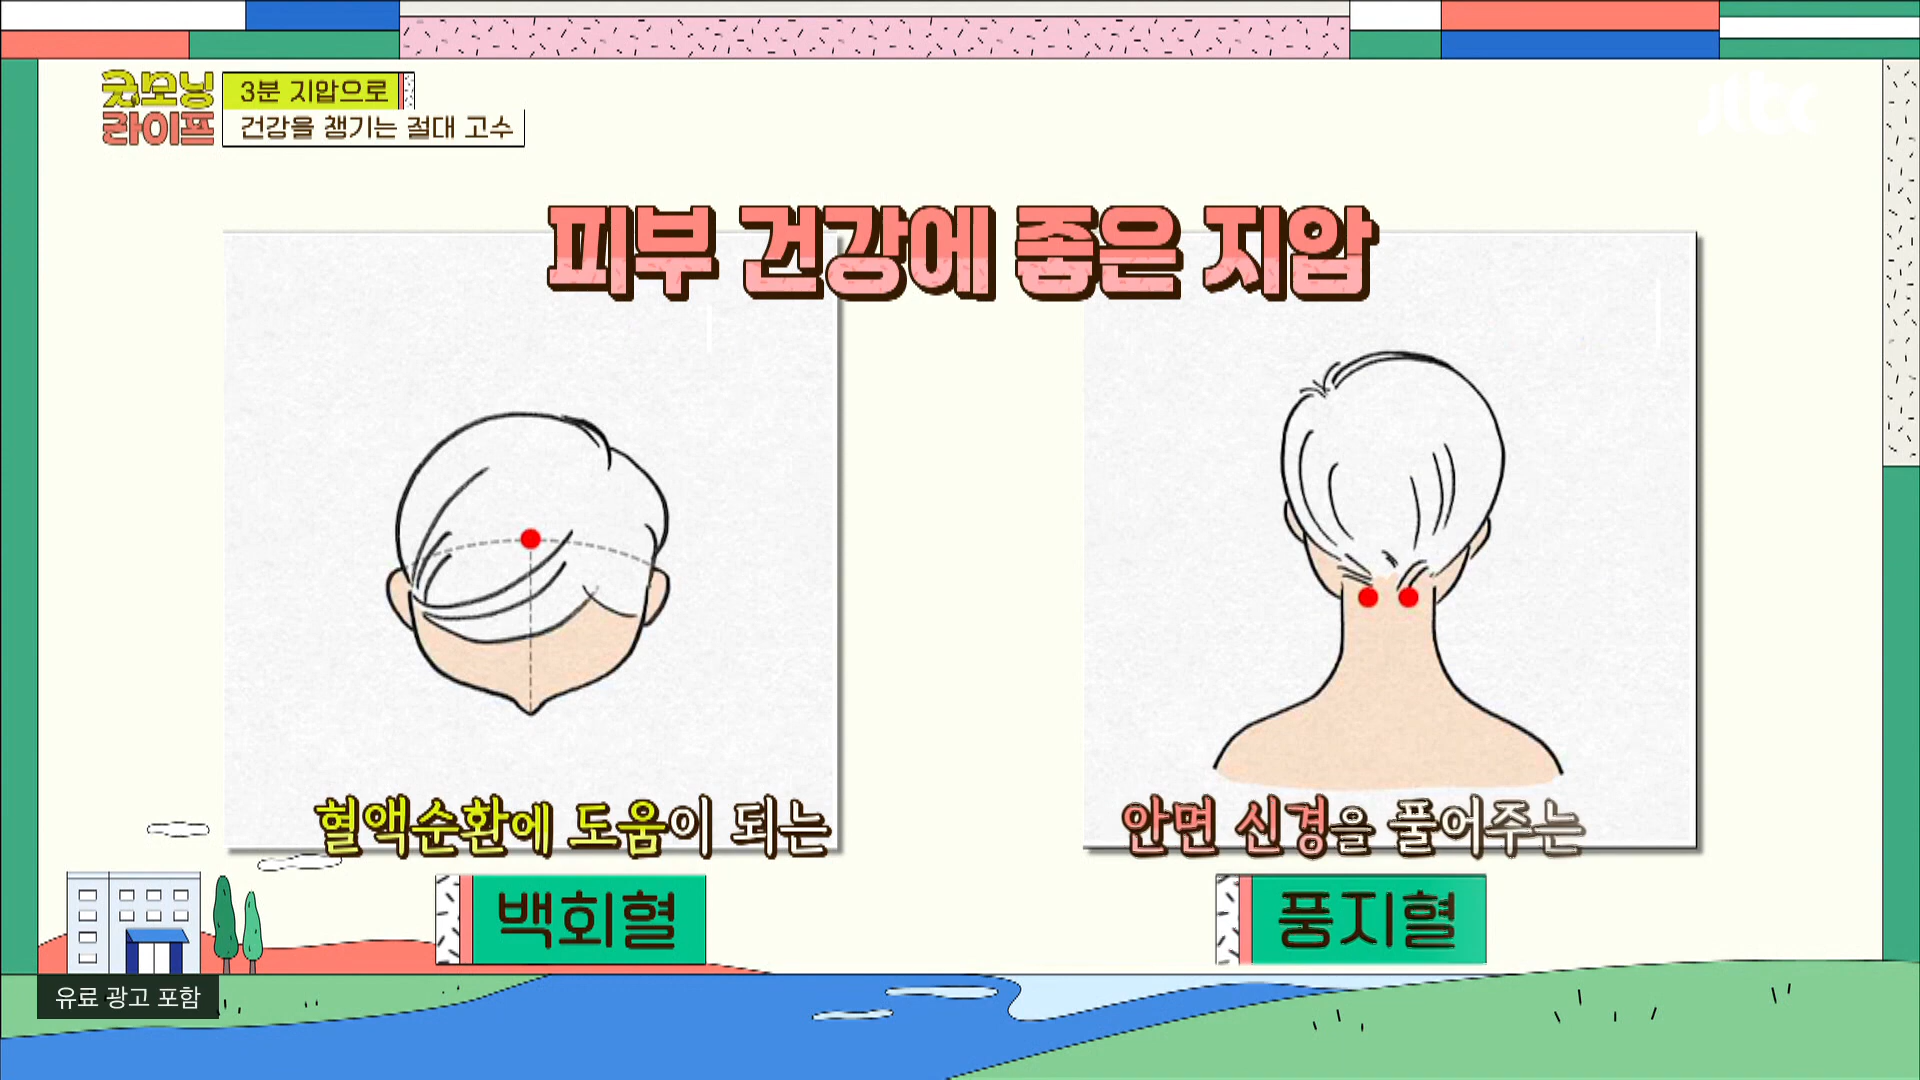 굿모닝
라이프
3분 지압으로
건강을 챙기는 절대 고수
jtbc
피부 건강에 좋은 지압
혈액순환에 도움이 되는
백회혈
안면 신경을 풀어주는
풍지혈
유료 광고 포함